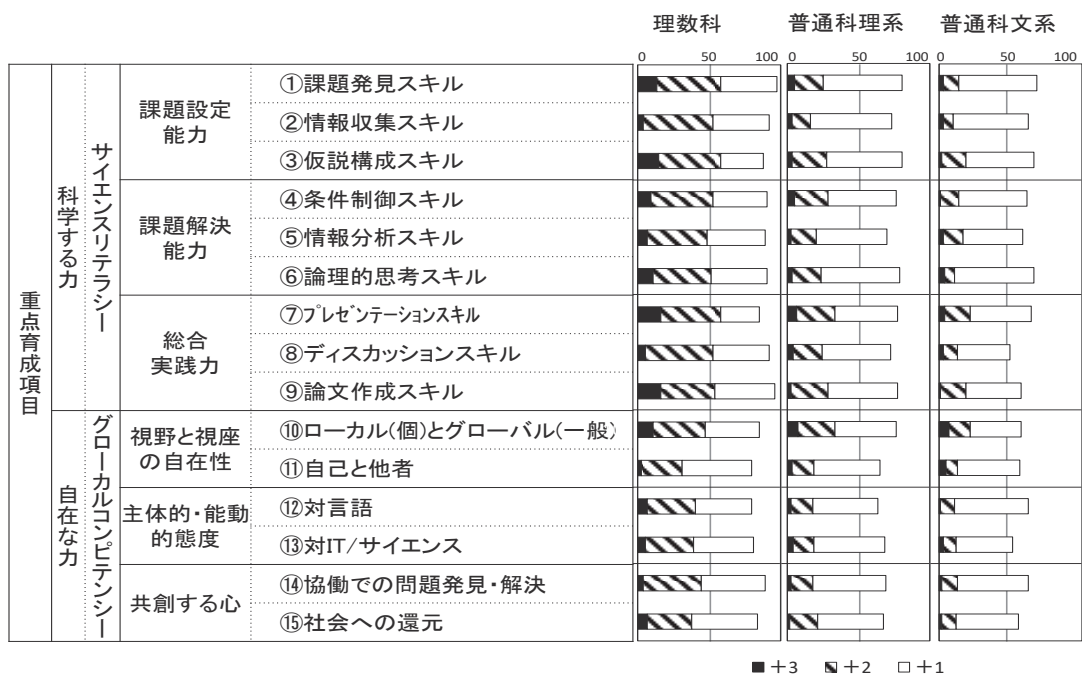 理数科 普通科理系 普通科文系
0 50 100 0 50 100 0 50 100
重点育成項目
科学する力
サイエンスリテラシー
課題設定
能力
①課題発見スキル
②情報収集スキル
③仮説構成スキル
課題解決
能力
④条件制御スキル
⑤情報分析スキル
⑥論理的思考スキル
総合
実践力
⑦プレゼンテーションスキル
⑧ディスカッションスキル
⑨論文作成スキル
自在な力
グローカルコンピテンシー
視野と視座
の自在性
⑩ローカル(個)とグローバル(一般)
⑪自己と他者
主体的・能動
的態度
⑫対言語
⑬対IT/サイエンス
共創する心
⑭協働での問題発見・解決
⑮社会への還元
■+3 +2 □+1